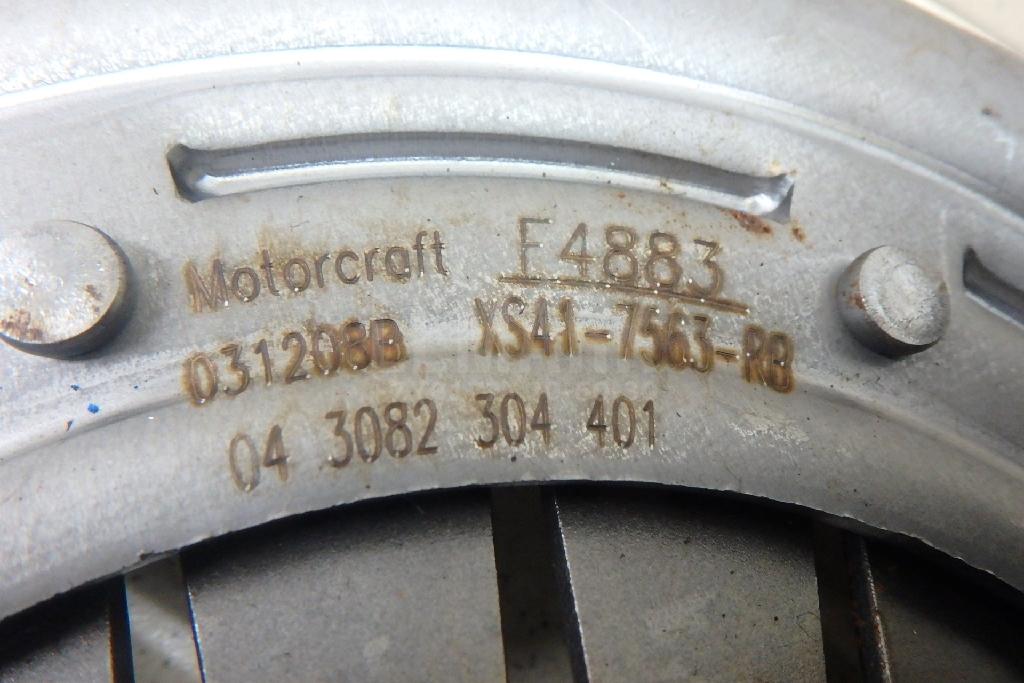 Motorcraft E4883
031208B XS41-7563-RB
04 3082 304 401